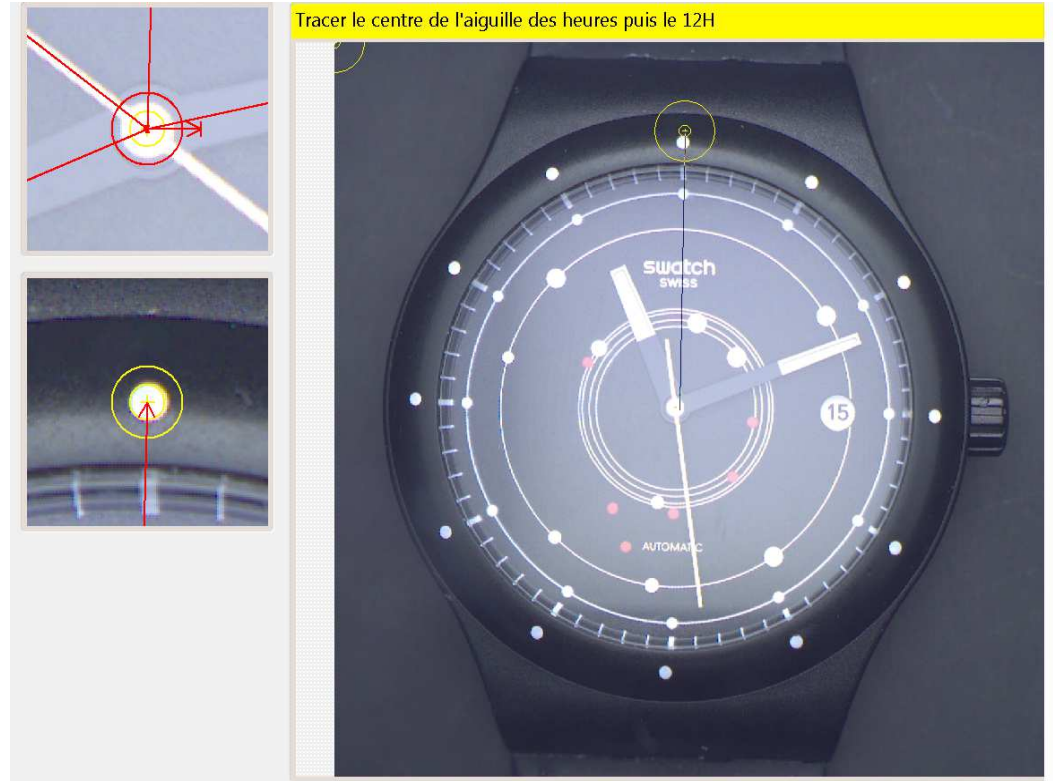 Tracer le centre de l'aiguille des heures puis le 12H
swatch
SWISS
15
AUTOMATIC